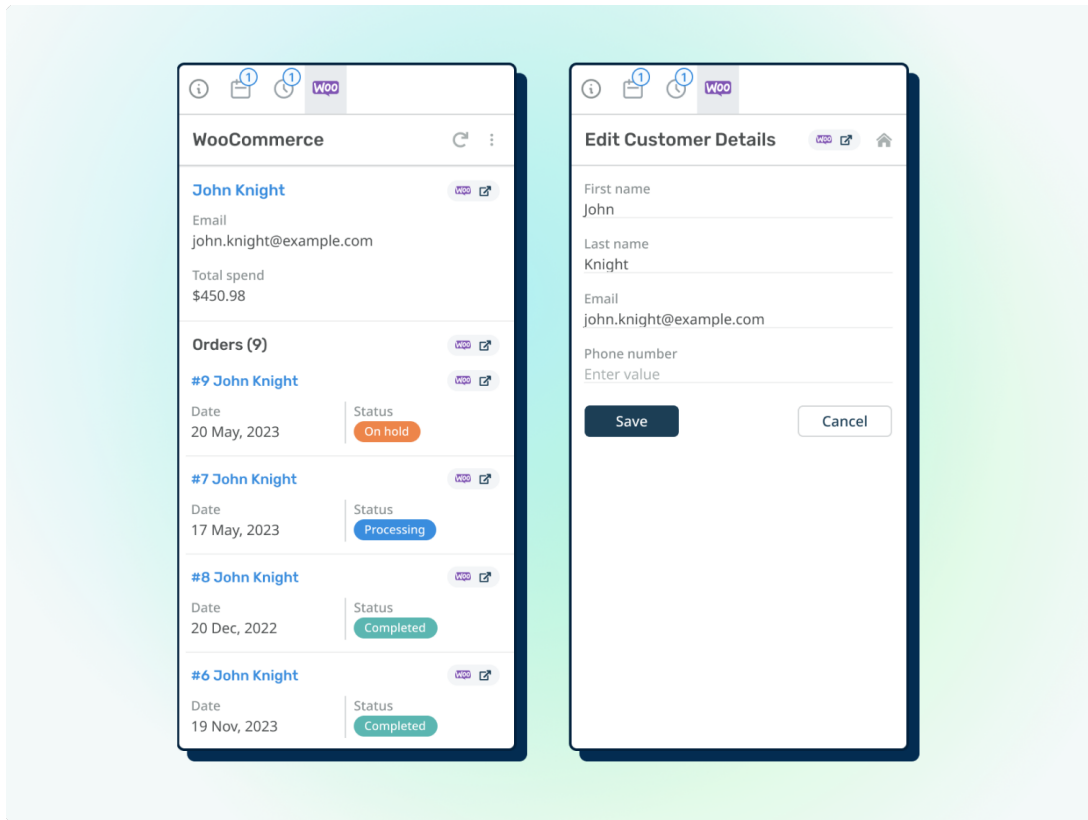 1 1 Woo
WooCommerce
John Knight Woo
Email
john.knight@example.com
Total spend
$450.98
Orders (9) Woo
#9 John Knight Woo
Date Status
20 May, 2023 On hold
#7 John Knight Woo
Date Status
17 May, 2023 Processing
#8 John Knight Woo
Date Status
20 Dec, 2022 Completed
#6 John Knight Woo
Date Status
19 Nov, 2023 Completed
1 1 Woo
Edit Customer Details Woo
First name
John
Last name
Knight
Email
john.knight@example.com
Phone number
Enter value
Save Cancel